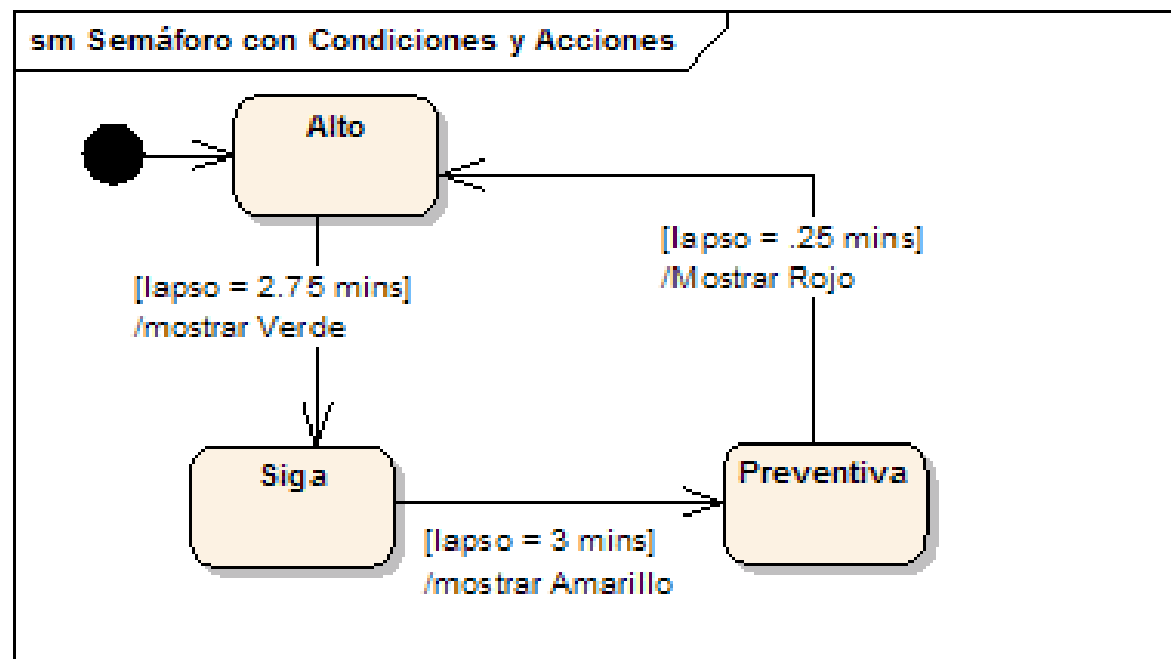 sm Semáforo con Condiciones y Acciones
Alto
[lapso = .25 mins]
/Mostrar Rojo
[lapso = 2.75 mins]
/mostrar Verde
Siga
Preventiva
[lapso = 3 mins]
/mostrar Amarillo